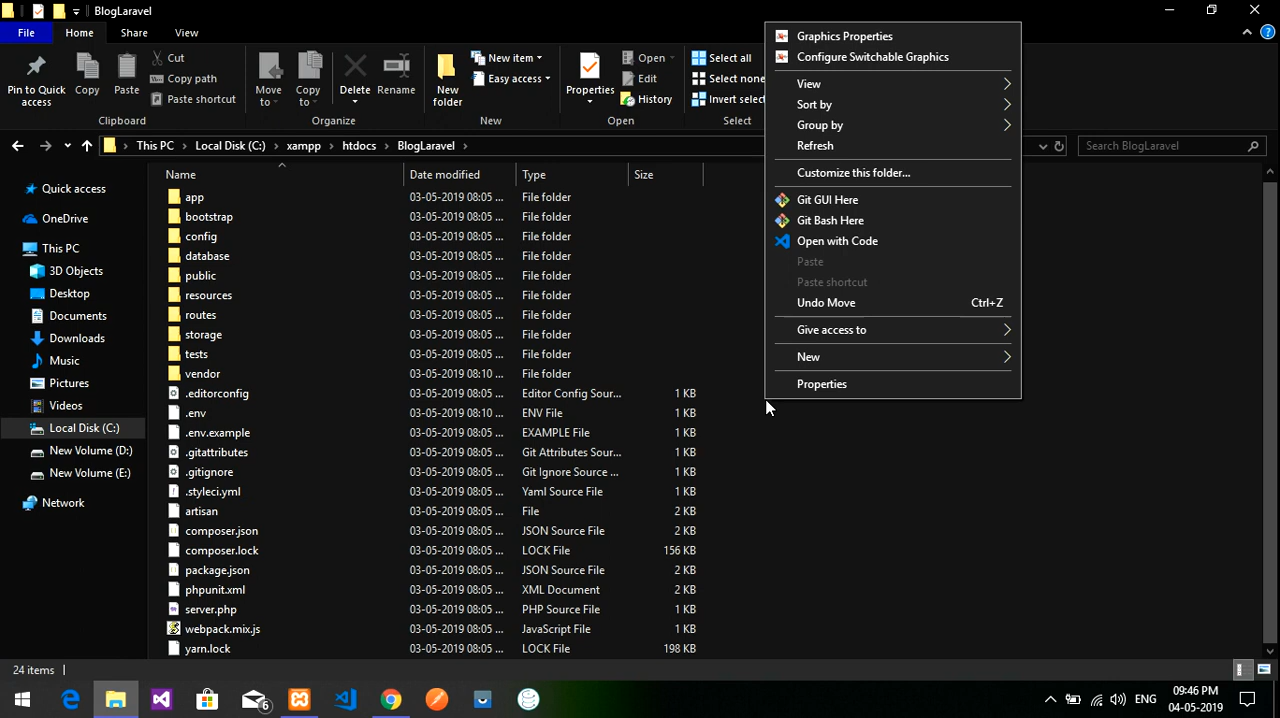 BlogLaravel
File Home Share View
Pin to Quick access
Copy
Paste
Cut
Copy path
Paste shortcut
Clipboard
Move to
Copy to
Delete
Rename
Organize
New folder
New item
Easy access
New
Properties
Open
Edit
History
Open
Select all
Select none
Invert select
Select
This PC Local Disk (C:) xampp htdocs BlogLaravel
Search BlogLaravel
Quick access
OneDrive
This PC
3D Objects
Desktop
Documents
Downloads
Music
Pictures
Videos
Local Disk (C:)
New Volume (D:)
New Volume (E:)
Network
Name Date modified Type Size
app 03-05-2019 08:05 ... File folder
bootstrap 03-05-2019 08:05 ... File folder
config 03-05-2019 08:05 ... File folder
database 03-05-2019 08:05 ... File folder
public 03-05-2019 08:05 ... File folder
resources 03-05-2019 08:05 ... File folder
routes 03-05-2019 08:05 ... File folder
storage 03-05-2019 08:05 ... File folder
tests 03-05-2019 08:05 ... File folder
vendor 03-05-2019 08:10 ... File folder
.editorconfig 03-05-2019 08:05 ... Editor Config Sour... 1 KB
.env 03-05-2019 08:10 ... ENV File 1 KB
.env.example 03-05-2019 08:05 ... EXAMPLE File 1 KB
.gitattributes 03-05-2019 08:05 ... Git Attributes Sour... 1 KB
.gitignore 03-05-2019 08:05 ... Git Ignore Source ... 1 KB
.styleci.yml 03-05-2019 08:05 ... Yaml Source File 1 KB
artisan 03-05-2019 08:05 ... File 2 KB
composer.json 03-05-2019 08:05 ... JSON Source File 2 KB
composer.lock 03-05-2019 08:05 ... LOCK File 156 KB
package.json 03-05-2019 08:05 ... JSON Source File 2 KB
phpunit.xml 03-05-2019 08:05 ... XML Document 2 KB
server.php 03-05-2019 08:05 ... PHP Source File 1 KB
webpack.mix.js 03-05-2019 08:05 ... JavaScript File 1 KB
yarn.lock 03-05-2019 08:05 ... LOCK File 198 KB
Graphics Properties
Configure Switchable Graphics
View
Sort by
Group by
Refresh
Customize this folder...
Git GUI Here
Git Bash Here
Open with Code
Paste
Paste shortcut
Undo Move Ctrl+Z
Give access to
New
Properties
24 items
6
ENG
09:46 PM
04-05-2019